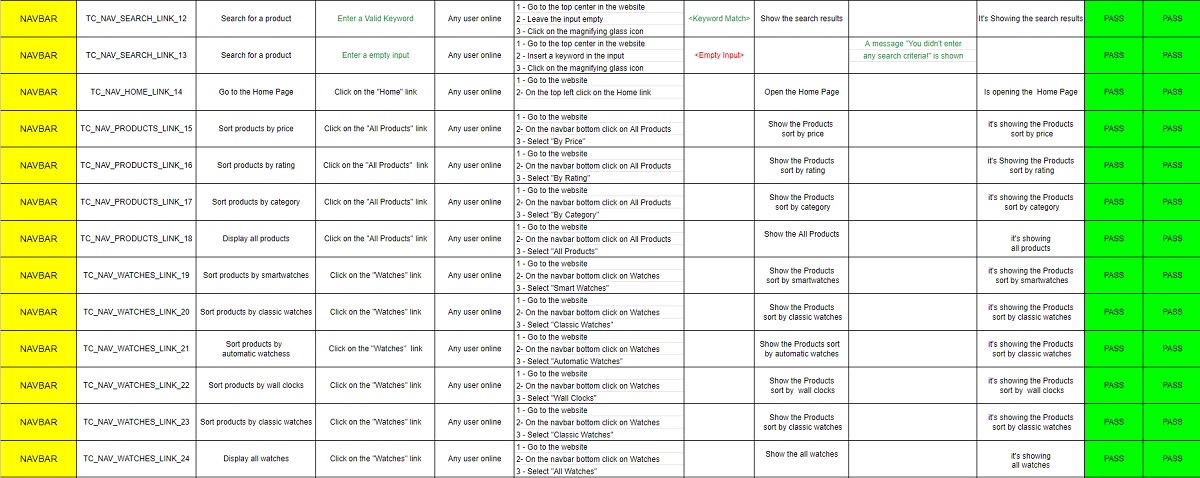 NAVBAR
TC_NAV_SEARCH_LINK_12
Search for a product
Enter a Valid Keyword
Any user online
1 - Go to the top center in the website
2 - Leave the input empty
3 - Click on the magnifying glass icon
<Keyword Match>
Show the search results
It's Showing the search results
PASS
PASS
NAVBAR
TC_NAV_SEARCH_LINK_13
Search for a product
Enter a empty input
Any user online
1 - Go to the top center in the website
2 - Insert a keyword in the input
3 - Click on the magnifying glass icon
<Empty Input>
A message "You didn't enter
any search criteria!" is shown
PASS
PASS
NAVBAR
TC_NAV_HOME_LINK_14
Go to the Home Page
Click on the "Home" link
Any user online
1 - Go to the website
2- On the top left click on the Home link
Open the Home Page
Is opening the Home Page
PASS
PASS
NAVBAR
TC_NAV_PRODUCTS_LINK_15
Sort products by price
Click on the "All Products" link
Any user online
1 - Go to the website
2- On the navbar bottom click on All Products
3 - Select "By Price"
Show the Products
sort by price
it's showing the Products
sort by price
PASS
PASS
NAVBAR
TC_NAV_PRODUCTS_LINK_16
Sort products by rating
Click on the "All Products" link
Any user online
1 - Go to the website
2- On the navbar bottom click on All Products
3 - Select "By Rating"
Show the Products
sort by rating
it's Showing the Products
sort by rating
PASS
PASS
NAVBAR
TC_NAV_PRODUCTS_LINK_17
Sort products by category
Click on the "All Products" link
Any user online
1 - Go to the website
2- On the navbar bottom click on All Products
3 - Select "By Category"
Show the Products
sort by category
it's showing the Products
sort by category
PASS
PASS
NAVBAR
TC_NAV_PRODUCTS_LINK_18
Display all products
Click on the "All Products" link
Any user online
1 - Go to the website
2- On the navbar bottom click on All Products
3 - Select "All Products"
Show the All Products
it's showing
all products
PASS
PASS
NAVBAR
TC_NAV_WATCHES_LINK_19
Sort products by smartwatches
Click on the "Watches" link
Any user online
1 - Go to the website
2- On the navbar bottom click on Watches
3 - Select "Smart Watches"
Show the Products
sort by smartwatches
it's showing the Products
sort by smartwatches
PASS
PASS
NAVBAR
TC_NAV_WATCHES_LINK_20
Sort products by classic watches
Click on the "Watches" link
Any user online
1 - Go to the website
2- On the navbar bottom click on Watches
3 - Select "Classic Watches"
Show the Products
sort by classic watches
it's showing the Products
sort by classic watches
PASS
PASS
NAVBAR
TC_NAV_WATCHES_LINK_21
Sort products by
automatic watchess
Click on the "Watches" link
Any user online
1 - Go to the website
2- On the navbar bottom click on Watches
3 - Select "Automatic Watches"
Show the Products sort
by automatic watches
it's showing the Products
sort by classic watches
PASS
PASS
NAVBAR
TC_NAV_WATCHES_LINK_22
Sort products by wall clocks
Click on the "Watches" link
Any user online
1 - Go to the website
2- On the navbar bottom click on Watches
3 - Select "Wall Clocks"
Show the Products
sort by wall clocks
it's showing the Products
sort by wall clocks
PASS
PASS
NAVBAR
TC_NAV_WATCHES_LINK_23
Sort products by classic watches
Click on the "Watches" link
Any user online
1 - Go to the website
2- On the navbar bottom click on Watches
3 - Select "Classic Watches"
Show the Products
sort by classic watches
it's showing the Products
sort by classic watches
PASS
PASS
NAVBAR
TC_NAV_WATCHES_LINK_24
Display all watches
Click on the "Watches" link
Any user online
1 - Go to the website
2- On the navbar bottom click on Watches
3 - Select "All Watches"
Show the all watches
it's showing
all watches
PASS
PASS